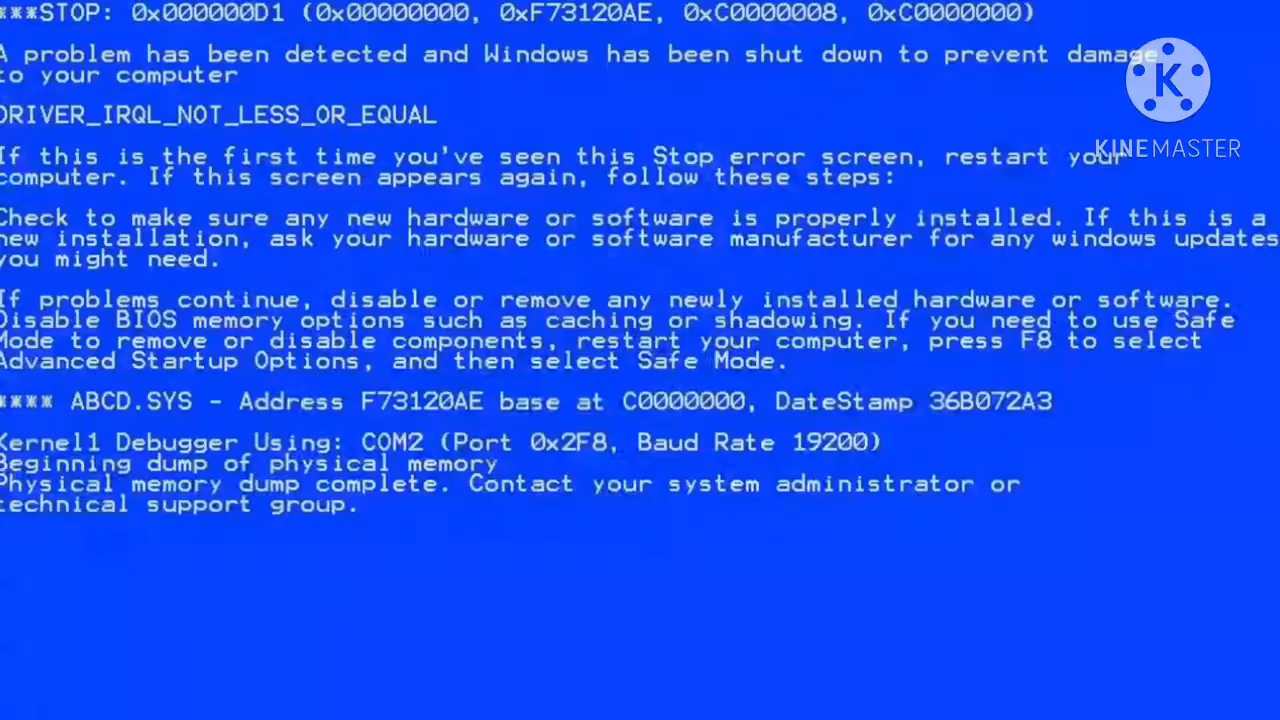 ***STOP: 0x000000D1 (0x00000000, 0xF73120AE, 0xC0000008, 0xC0000000)
A problem has been detected and Windows has been shut down to prevent damage
to your computer
DRIVER_IRQL_NOT_LESS_OR_EQUAL
If this is the first time you've seen this Stop error screen, restart your
computer. If this screen appears again, follow these steps:
Check to make sure any new hardware or software is properly installed. If this is a
new installation, ask your hardware or software manufacturer for any windows updates
you might need.
If problems continue, disable or remove any newly installed hardware or software.
Disable BIOS memory options such as caching or shadowing. If you need to use Safe
Mode to remove or disable components, restart your computer, press F8 to select
Advanced Startup Options, and then select Safe Mode.
**** ABCD.SYS - Address F73120AE base at C0000000, DateStamp 36B072A3
Kernel1 Debugger Using: COM2 (Port 0x2F8, Baud Rate 19200)
Beginning dump of physical memory
Physical memory dump complete. Contact your system administrator or
technical support group.
K
KINEMASTER